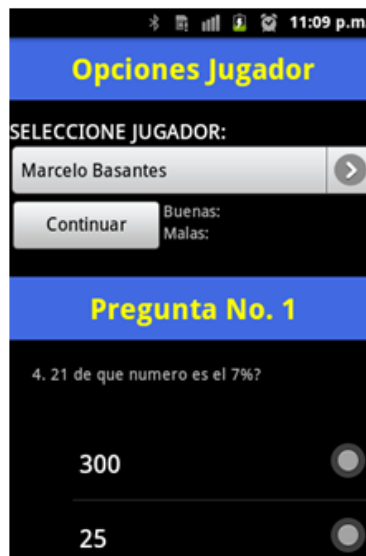 11:09 p.m.
Opciones Jugador
SELECCIONE JUGADOR:
Marcelo Basantes
Continuar
Buenas:
Malas:
Pregunta No. 1
4. 21 de que numero es el 7%?
300
25